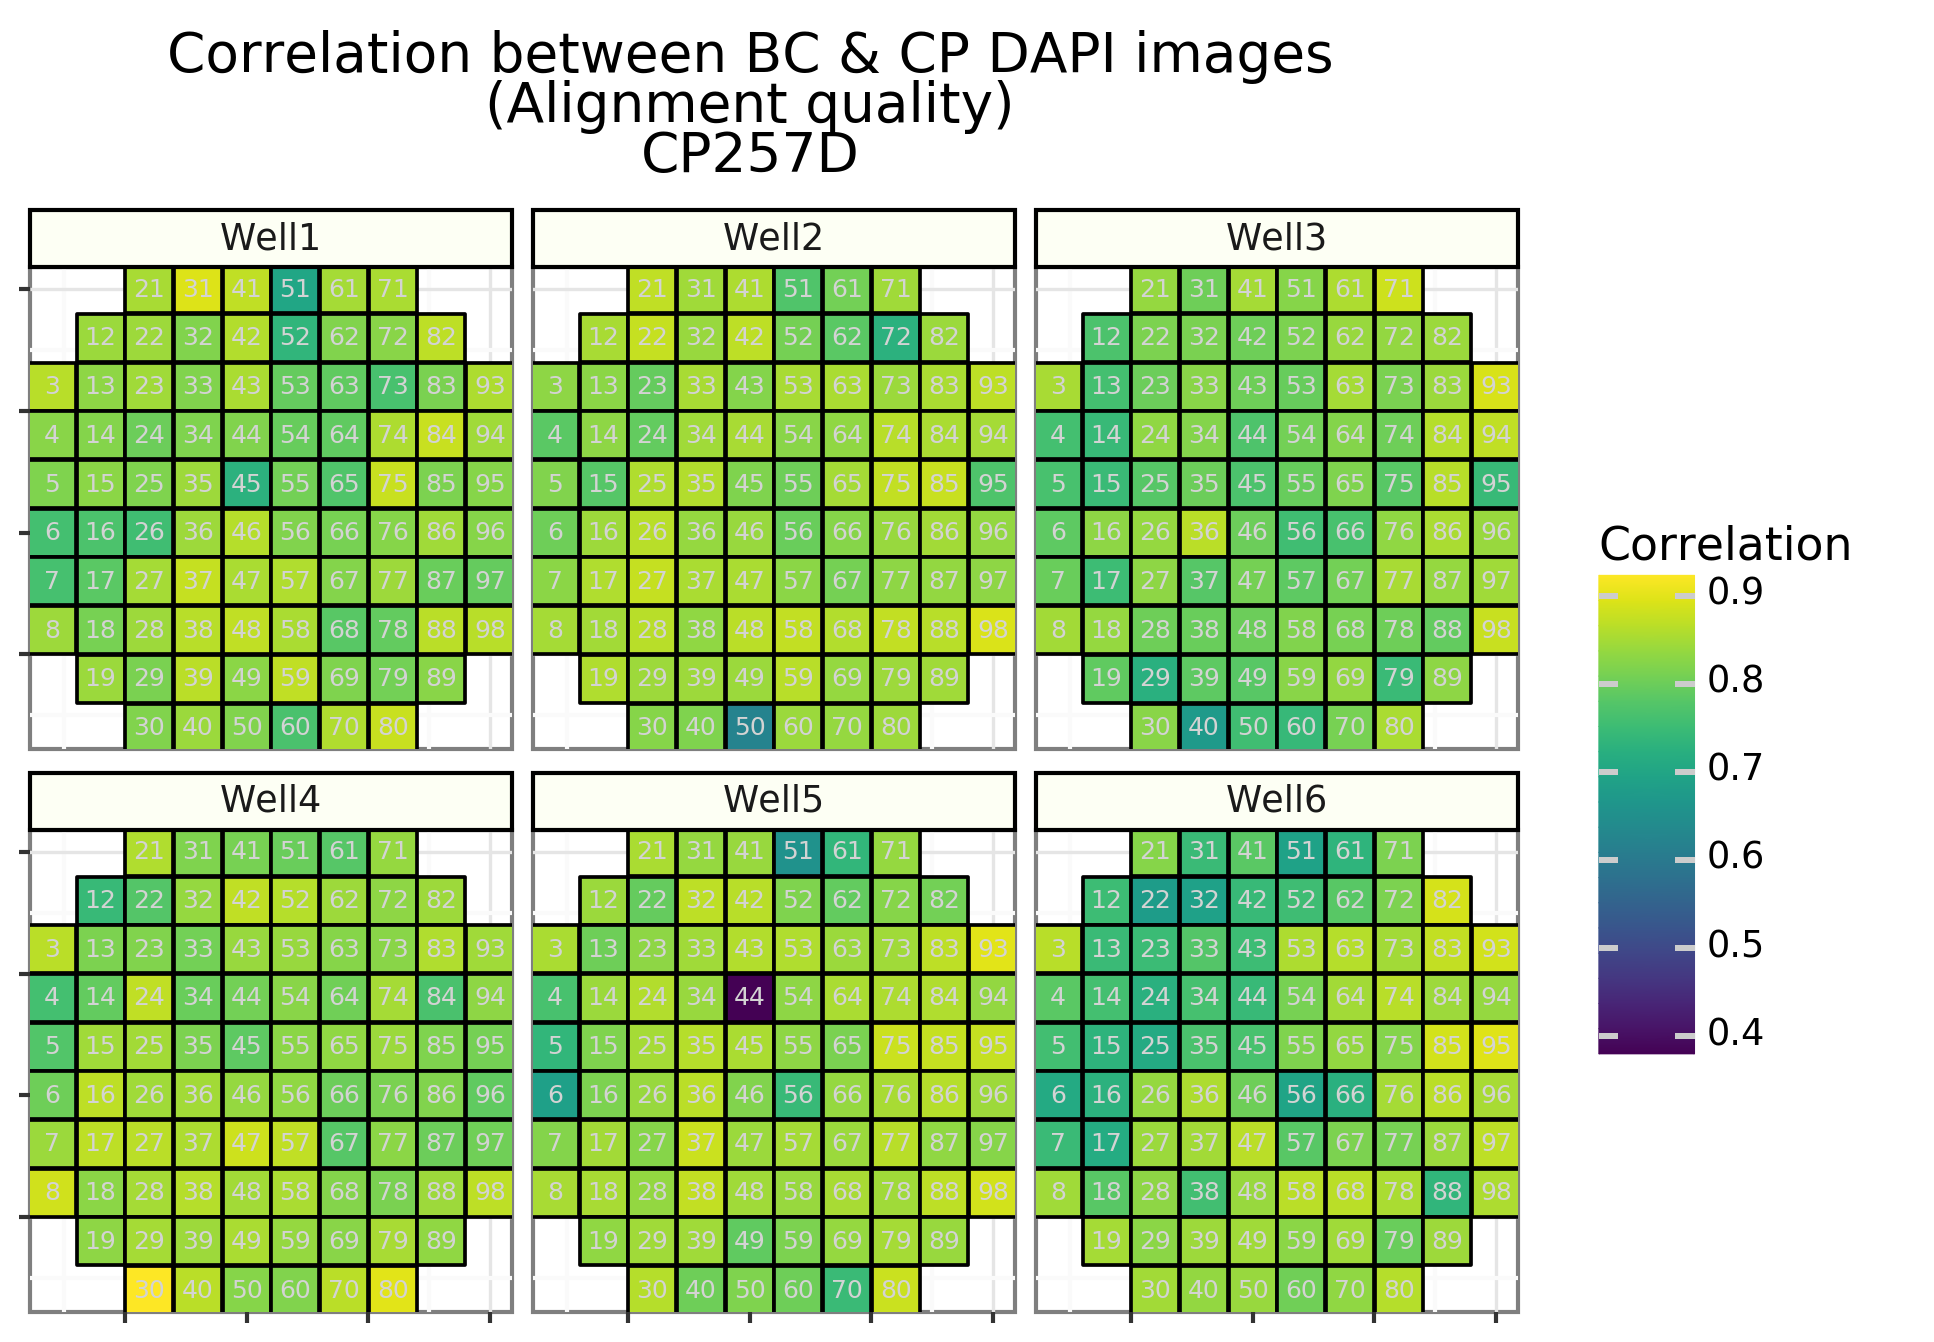 Correlation between BC & CP DAPI images
(Alignment quality)
CP257D
Well1 Well2 Well3
21 31 41 51 61 71 21 31 41 51 61 71 21 31 41 51 61 71
12 22 32 42 52 62 72 82 12 22 32 42 52 62 72 82 12 22 32 42 52 62 72 82
3 13 23 33 43 53 63 73 83 93 3 13 23 33 43 53 63 73 83 93 3 13 23 33 43 53 63 73 83 93
4 14 24 34 44 54 64 74 84 94 4 14 24 34 44 54 64 74 84 94 4 14 24 34 44 54 64 74 84 94
5 15 25 35 45 55 65 75 85 95 5 15 25 35 45 55 65 75 85 95 5 15 25 35 45 55 65 75 85 95
6 16 26 36 46 56 66 76 86 96 6 16 26 36 46 56 66 76 86 96 6 16 26 36 46 56 66 76 86 96
7 17 27 37 47 57 67 77 87 97 7 17 27 37 47 57 67 77 87 97 7 17 27 37 47 57 67 77 87 97
8 18 28 38 48 58 68 78 88 98 8 18 28 38 48 58 68 78 88 98 8 18 28 38 48 58 68 78 88 98
19 29 39 49 59 69 79 89 19 29 39 49 59 69 79 89 19 29 39 49 59 69 79 89
30 40 50 60 70 80 30 40 50 60 70 80 30 40 50 60 70 80
Well4 Well5 Well6
21 31 41 51 61 71 21 31 41 51 61 71 21 31 41 51 61 71
12 22 32 42 52 62 72 82 12 22 32 42 52 62 72 82 12 22 32 42 52 62 72 82
3 13 23 33 43 53 63 73 83 93 3 13 23 33 43 53 63 73 83 93 3 13 23 33 43 53 63 73 83 93
4 14 24 34 44 54 64 74 84 94 4 14 24 34 44 54 64 74 84 94 4 14 24 34 44 54 64 74 84 94
5 15 25 35 45 55 65 75 85 95 5 15 25 35 45 55 65 75 85 95 5 15 25 35 45 55 65 75 85 95
6 16 26 36 46 56 66 76 86 96 6 16 26 36 46 56 66 76 86 96 6 16 26 36 46 56 66 76 86 96
7 17 27 37 47 57 67 77 87 97 7 17 27 37 47 57 67 77 87 97 7 17 27 37 47 57 67 77 87 97
8 18 28 38 48 58 68 78 88 98 8 18 28 38 48 58 68 78 88 98 8 18 28 38 48 58 68 78 88 98
19 29 39 49 59 69 79 89 19 29 39 49 59 69 79 89 19 29 39 49 59 69 79 89
30 40 50 60 70 80 30 40 50 60 70 80 30 40 50 60 70 80
Correlation
0.9
0.8
0.7
0.6
0.5
0.4